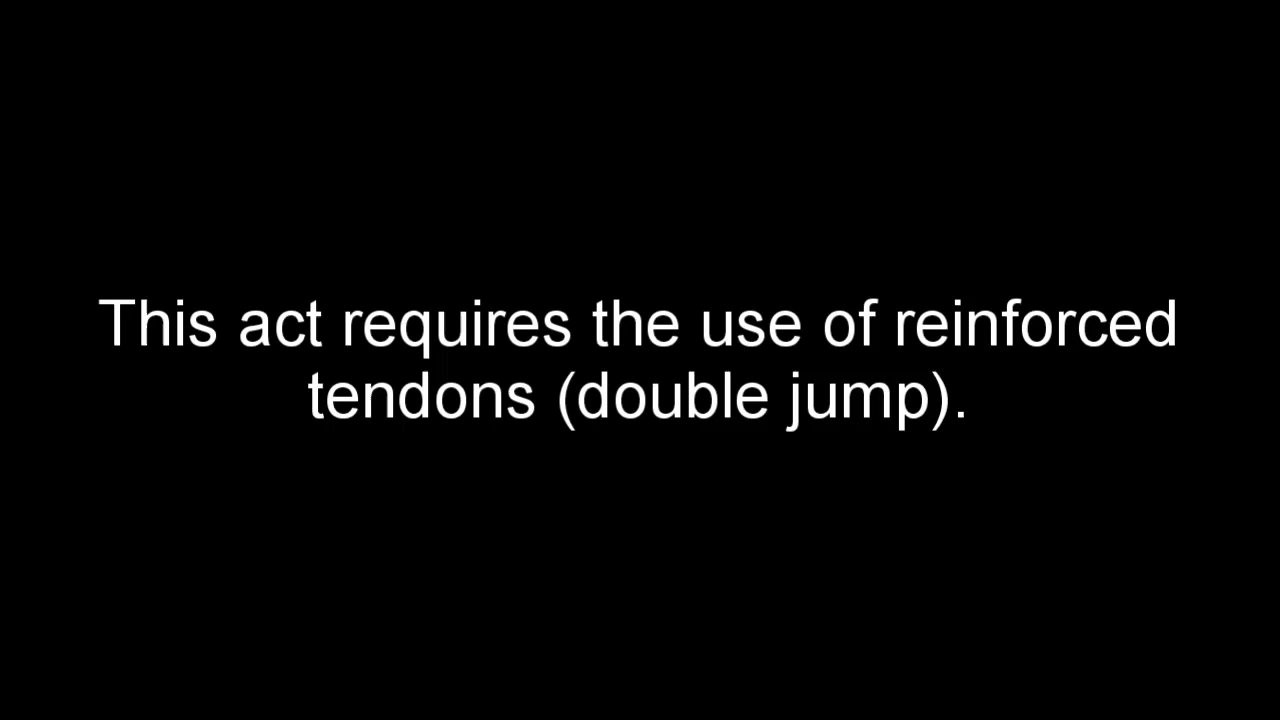 This act requires the use of reinforced
tendons (double jump).